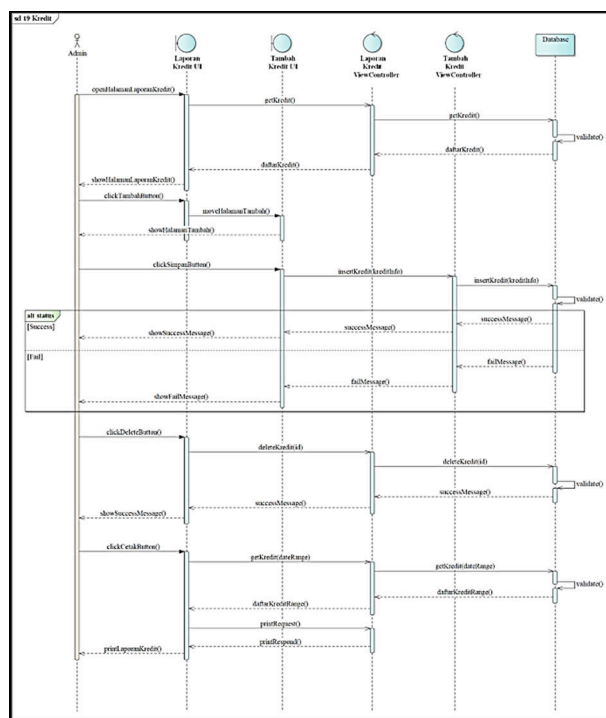 sd 19 Kredit
Admin
Laporan
Kredit UI
Tambah
Kredit UI
Laporan
Kredit
ViewController
Tambah
Kredit
ViewController
Database
openHalamanLaporanKredit()
getKredit()
getKredit()
validate()
daftarKredit()
daftarKredit()
showHalamanLaporanKredit()
clickTambahButton()
moveHalamanTambah()
showHalamanTambah()
clickSimpanButton()
insertKredit(kreditInfo)
insertKredit(kreditInfo)
validate()
alt status
[Success]
successMessage()
successMessage()
showSuccessMessage()
[Fail]
failMessage()
failMessage()
showFailMessage()
clickDeleteButton()
deleteKredit(id)
deleteKredit(id)
validate()
successMessage()
successMessage()
showSuccessMessage()
clickCetakButton()
getKredit(dateRange)
getKredit(dateRange)
validate()
daftarKreditRange()
daftarKreditRange()
printRequest()
printRespond()
printLaporanKredit()